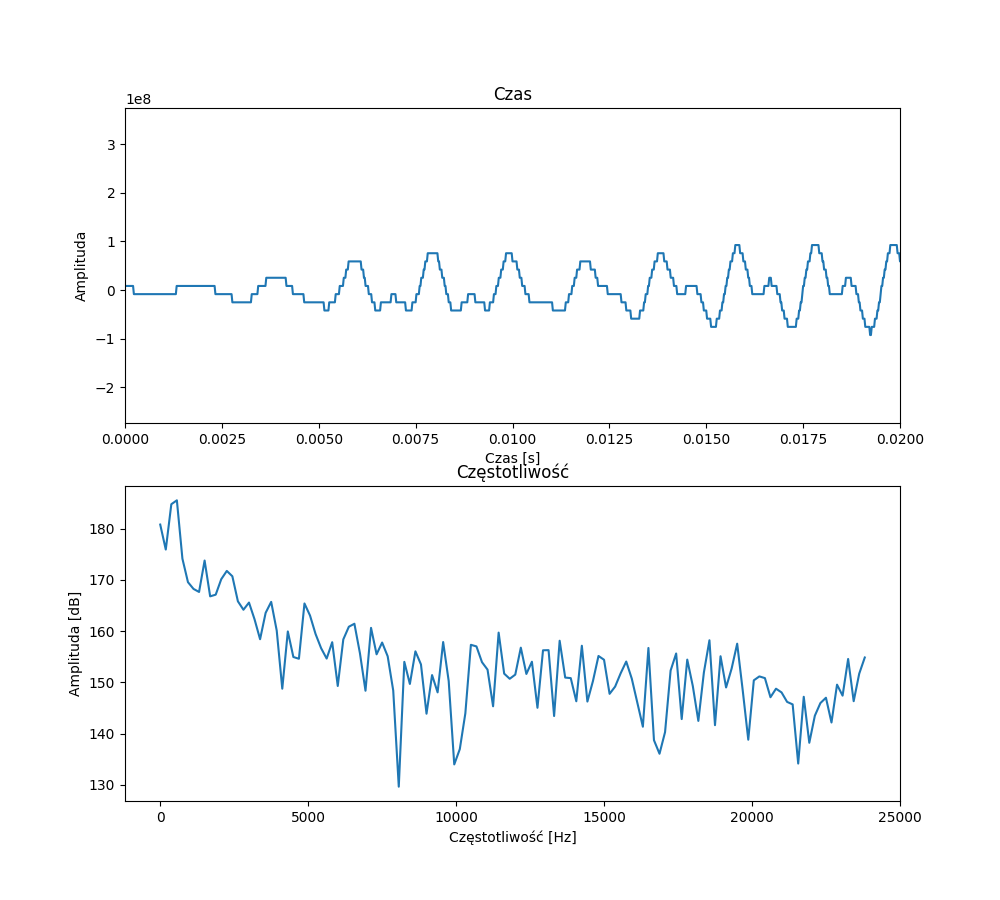 Czas
1e8
Amplituda
3
2
1
0
−1
−2
0.0000 0.0025 0.0050 0.0075 0.0100 0.0125 0.0150 0.0175 0.0200
Czas [s]
Częstotliwość
Amplituda [dB]
180
170
160
150
140
130
0 5000 10000 15000 20000 25000
Częstotliwość [Hz]